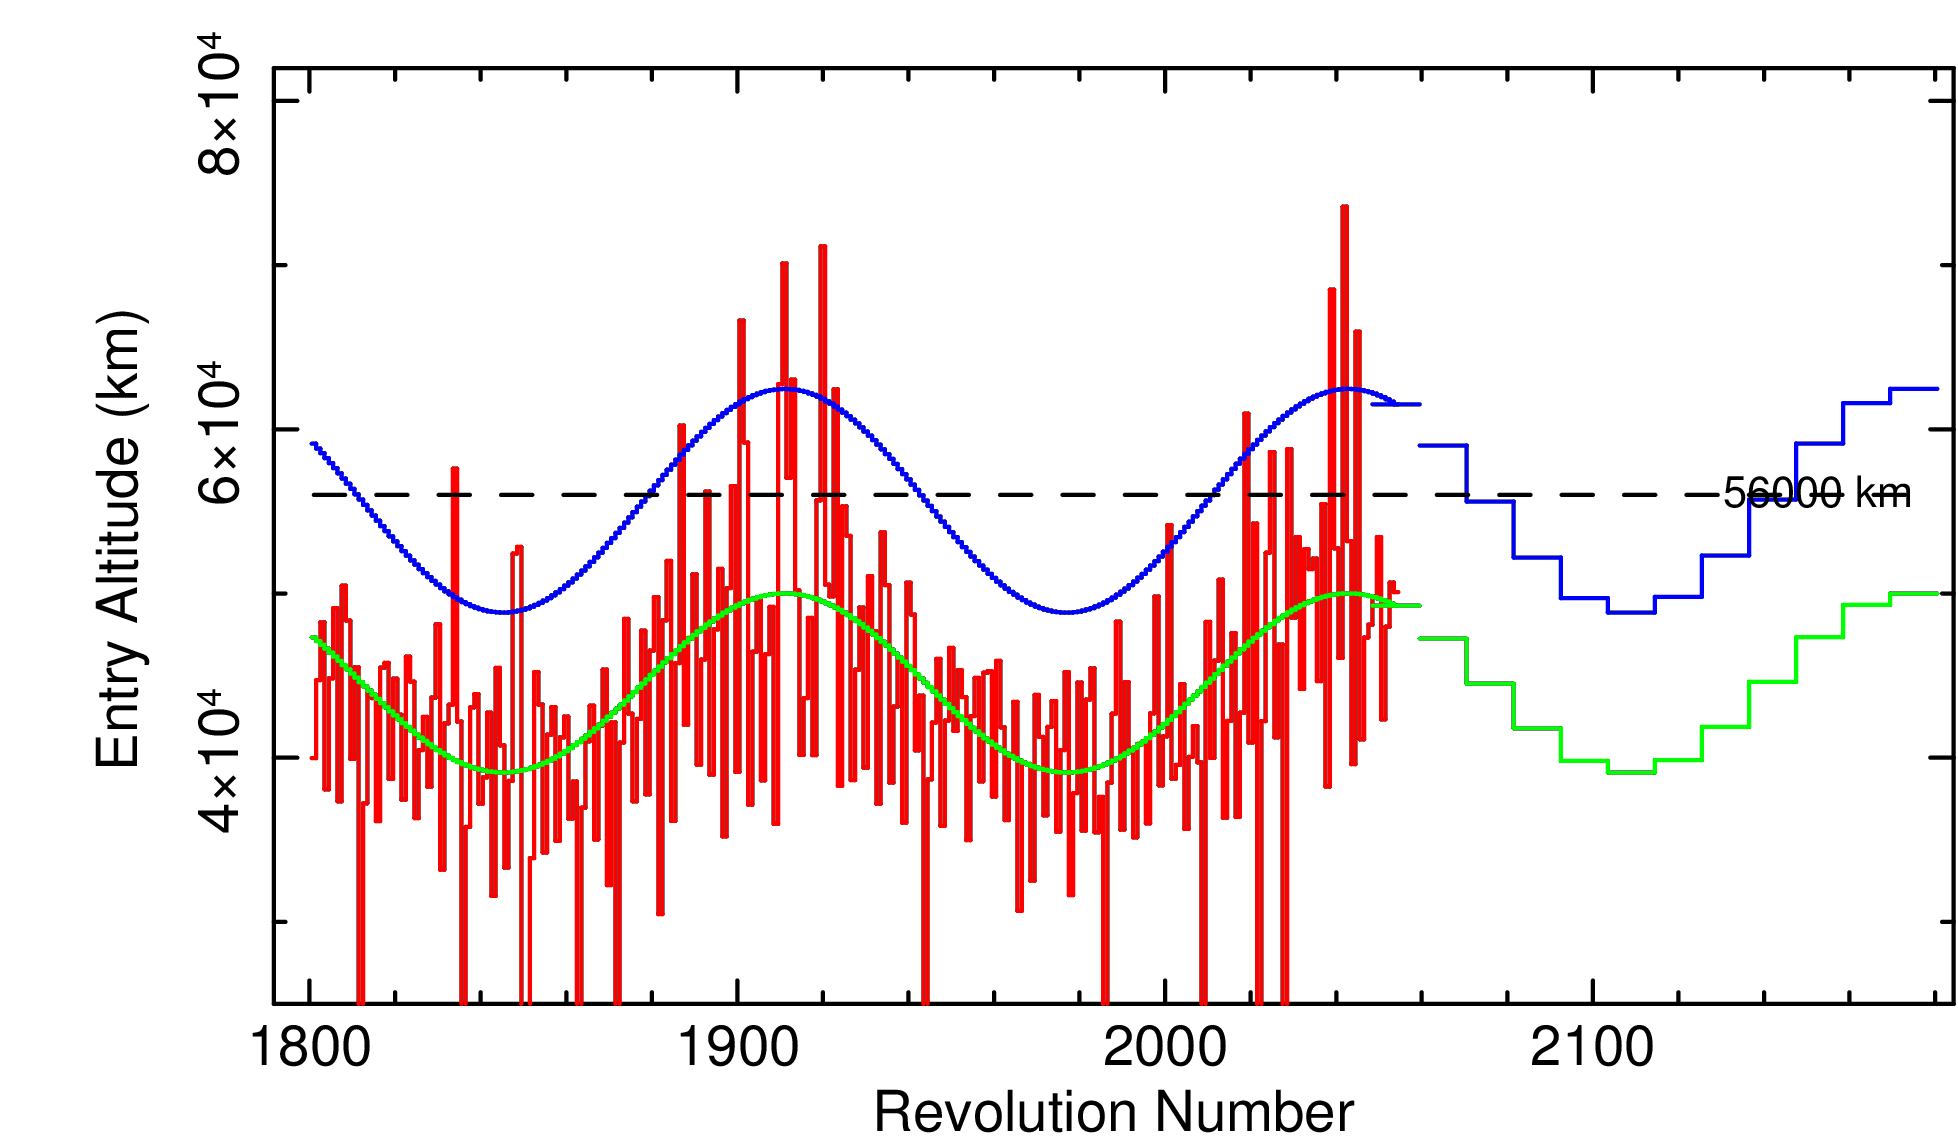 8×10⁴
6×10⁴
4×10⁴
Entry Altitude (km)
56000 km
1800 1900 2000 2100
Revolution Number